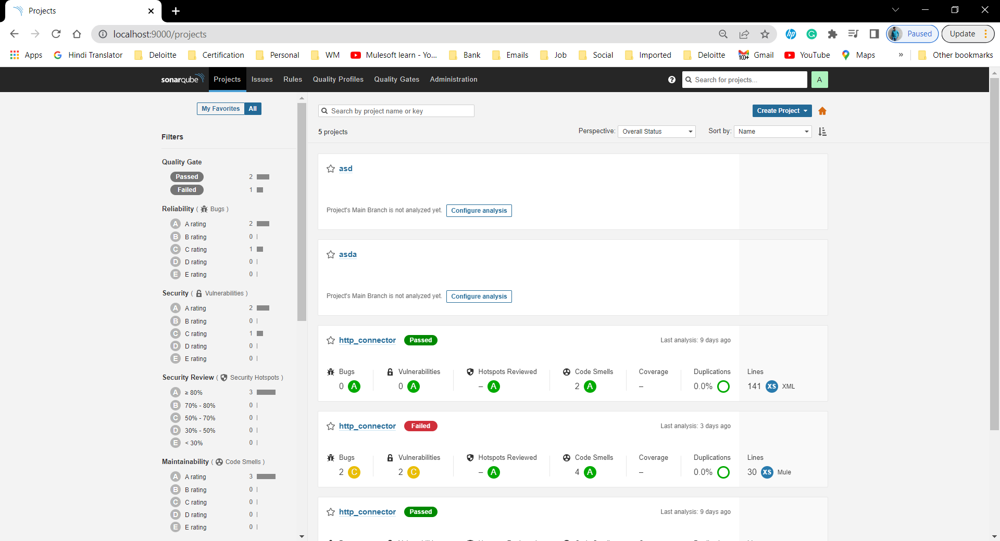 Projects
localhost:9000/projects
Paused
Update
Apps
Hindi Translator
Deloitte
Certification
Personal
WM
Mulesoft learn - Yo...
Bank
Emails
Job
Social
Imported
Deloitte
100+
Gmail
YouTube
Maps
»
Other bookmarks
sonarqube
Projects
Issues
Rules
Quality Profiles
Quality Gates
Administration
Search for projects...
A
My Favorites
All
Filters
Quality Gate
Passed 2
Failed 1
Reliability ( Bugs )
A A rating 2
B B rating 0
C C rating 1
D D rating 0
E E rating 0
Security ( Vulnerabilities )
A A rating 2
B B rating 0
C C rating 1
D D rating 0
E E rating 0
Security Review ( Security Hotspots )
A ≥ 80% 3
B 70% - 80% 0
C 50% - 70% 0
D 30% - 50% 0
E < 30% 0
Maintainability ( Code Smells )
A A rating 3
B B rating 0
C C rating 0
D D rating 0
E E rating 0
Search by project name or key
Create Project
5 projects
Perspective: Overall Status
Sort by: Name
asd
Project's Main Branch is not analyzed yet. Configure analysis
asda
Project's Main Branch is not analyzed yet. Configure analysis
http_connector Passed Last analysis: 9 days ago
Bugs Vulnerabilities Hotspots Reviewed Code Smells Coverage Duplications Lines
0 A 0 A – A 2 A – 0.0% 141 XS XML
http_connector Failed Last analysis: 3 days ago
Bugs Vulnerabilities Hotspots Reviewed Code Smells Coverage Duplications Lines
2 C 2 C – A 4 A – 0.0% 30 XS Mule
http_connector Passed Last analysis: 9 days ago